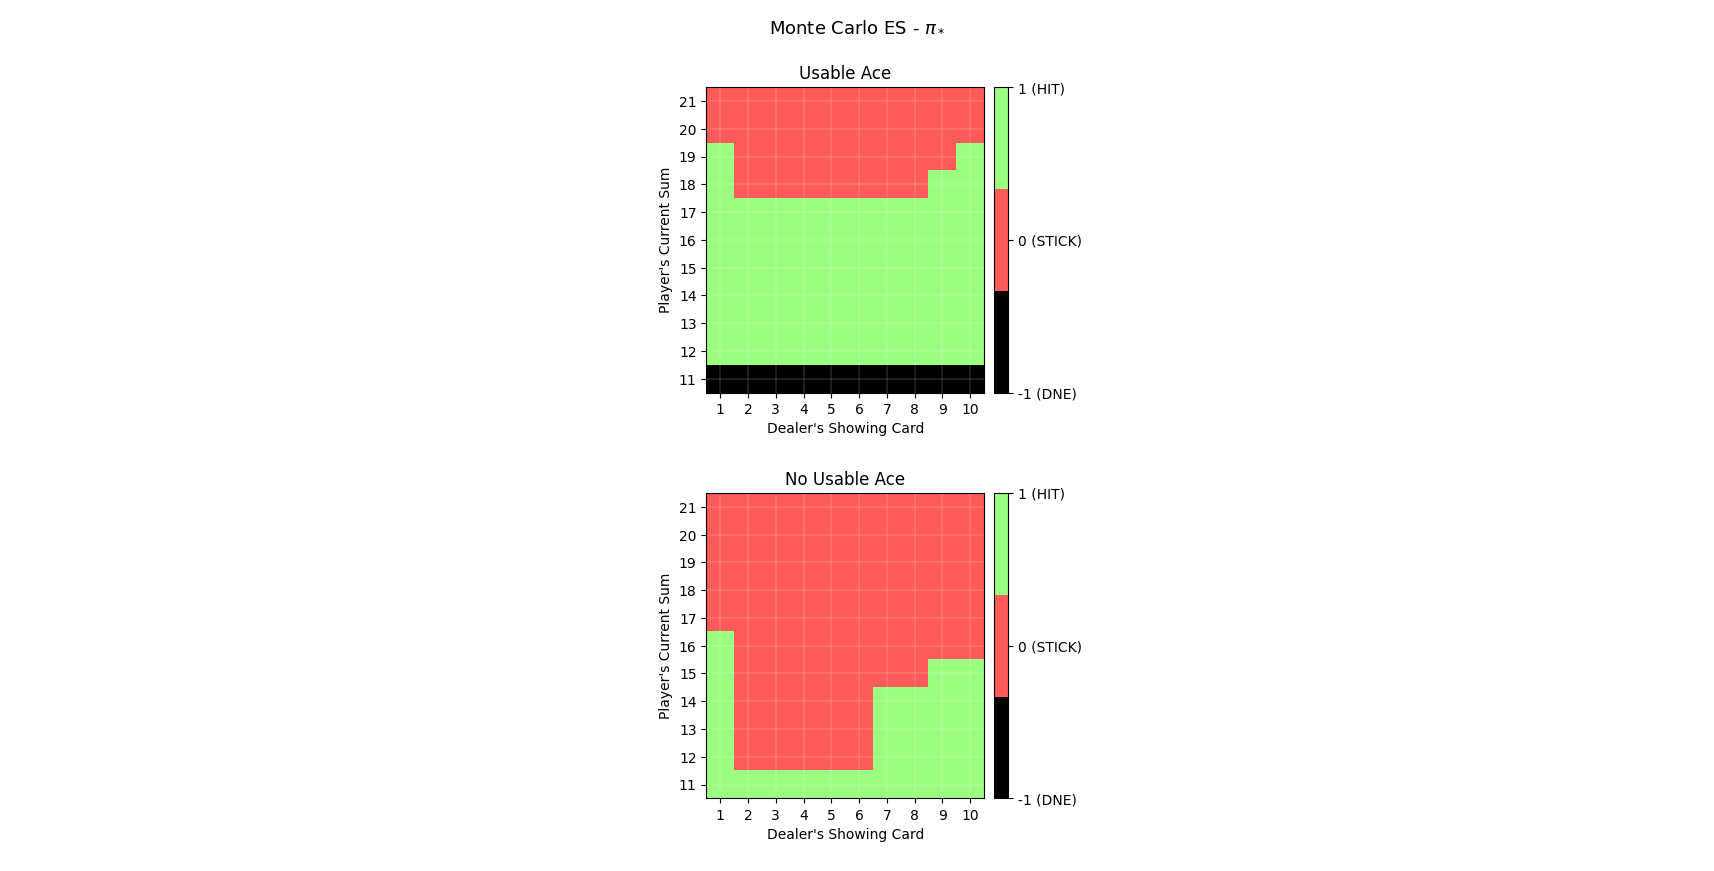 Monte Carlo ES - π*
Usable Ace
Player's Current Sum
21
20
19
18
17
16
15
14
13
12
11
1 2 3 4 5 6 7 8 9 10
Dealer's Showing Card
1 (HIT)
0 (STICK)
-1 (DNE)
No Usable Ace
Player's Current Sum
21
20
19
18
17
16
15
14
13
12
11
1 2 3 4 5 6 7 8 9 10
Dealer's Showing Card
1 (HIT)
0 (STICK)
-1 (DNE)